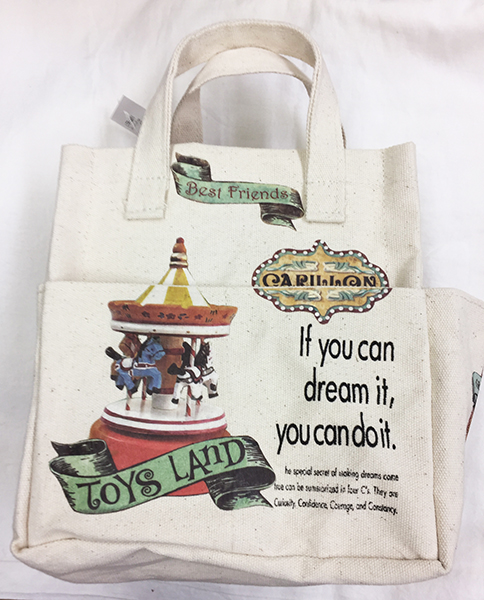 Best Friends
CARILLON
If you can
dream it,
you can do it.
he special secret of making dreams come
true can be summarized in four C's. They are
Curiosity, Confidence, Courage, and Constancy.
TOYS LAND